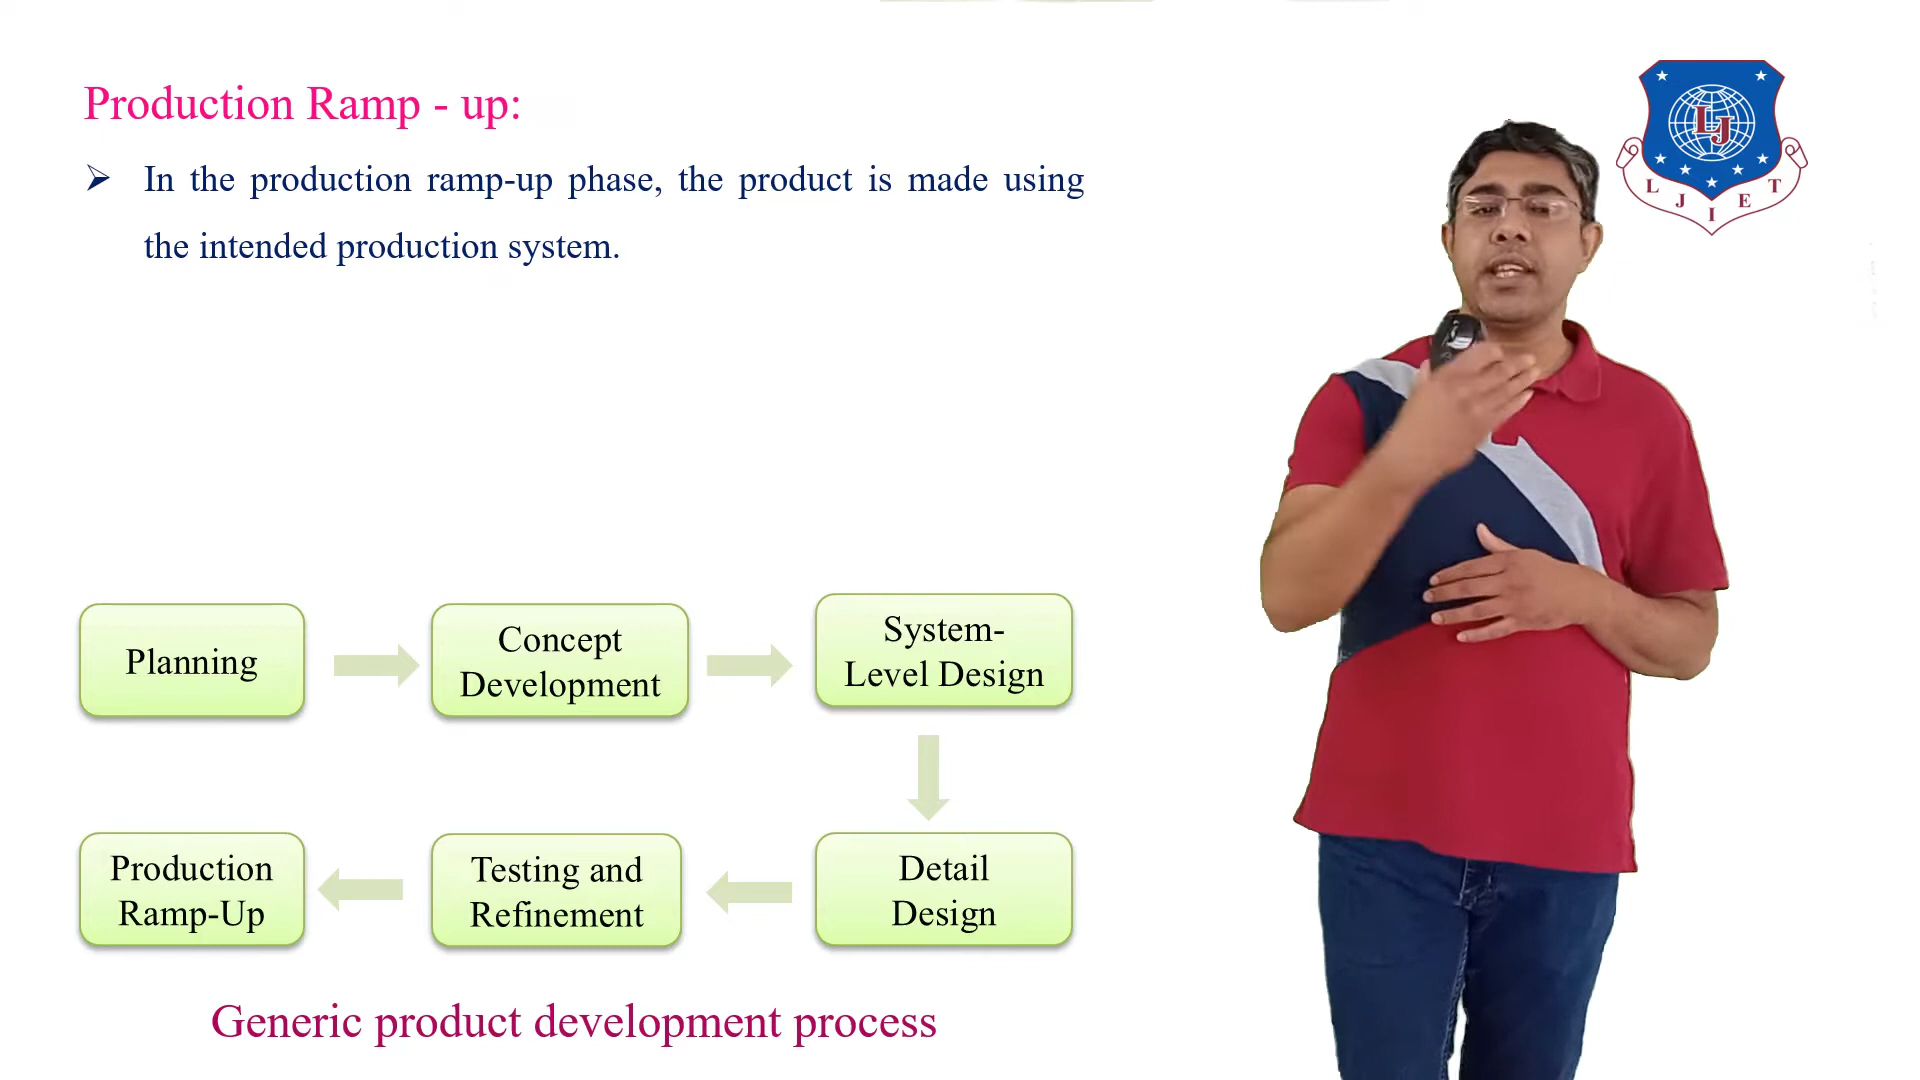 Production Ramp - up:
In the production ramp-up phase, the product is made using
the intended production system.
LJ
L J I E T
Planning
Concept
Development
System-
Level Design
Detail
Design
Testing and
Refinement
Production
Ramp-Up
Generic product development process